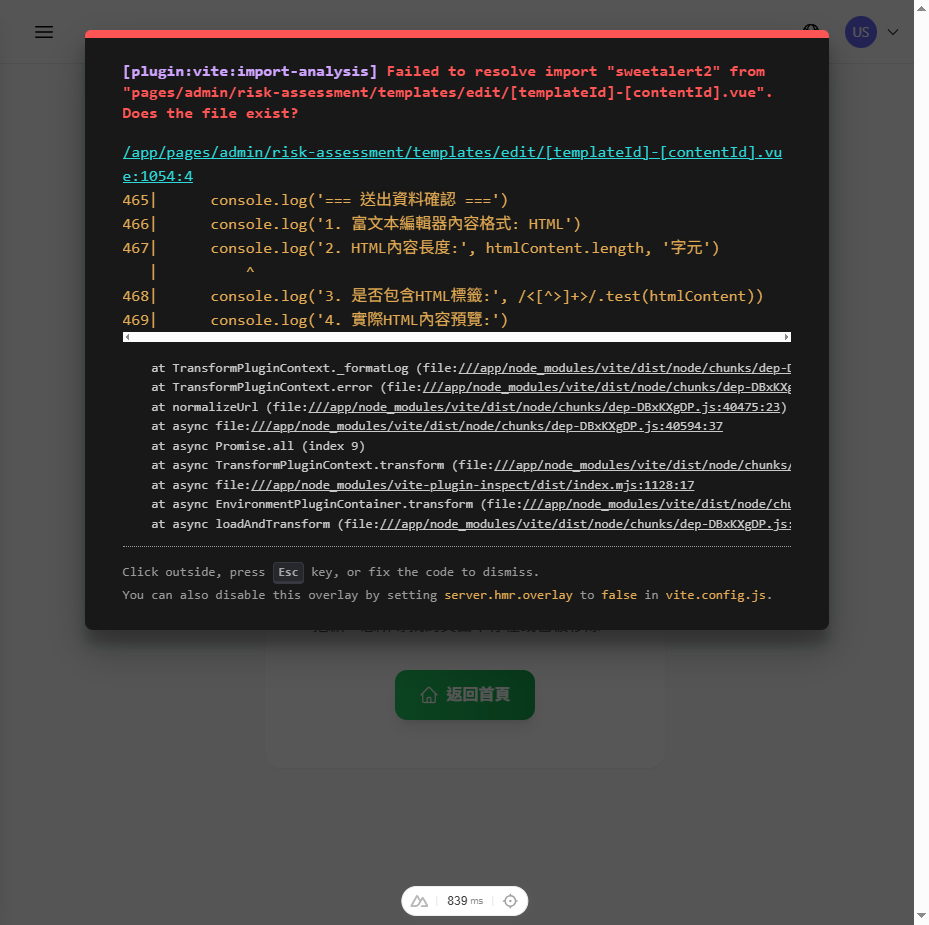 US
[plugin:vite:import-analysis] Failed to resolve import "sweetalert2" from
"pages/admin/risk-assessment/templates/edit/[templateId]-[contentId].vue".
Does the file exist?
/app/pages/admin/risk-assessment/templates/edit/[templateId]-[contentId].vu
e:1054:4
465|      console.log('=== 送出資料確認 ===')
466|      console.log('1. 富文本編輯器內容格式: HTML')
467|      console.log('2. HTML內容長度:', htmlContent.length, '字元')
   |          ^
468|      console.log('3. 是否包含HTML標籤:', /<[^>]+>/.test(htmlContent))
469|      console.log('4. 實際HTML內容預覽:')
at TransformPluginContext._formatLog (file:///app/node_modules/vite/dist/node/chunks/dep-D
at TransformPluginContext.error (file:///app/node_modules/vite/dist/node/chunks/dep-DBxKXg
at normalizeUrl (file:///app/node_modules/vite/dist/node/chunks/dep-DBxKXgDP.js:40475:23)
at async file:///app/node_modules/vite/dist/node/chunks/dep-DBxKXgDP.js:40594:37
at async Promise.all (index 9)
at async TransformPluginContext.transform (file:///app/node_modules/vite/dist/node/chunks/
at async file:///app/node_modules/vite-plugin-inspect/dist/index.mjs:1128:17
at async EnvironmentPluginContainer.transform (file:///app/node_modules/vite/dist/node/chu
at async loadAndTransform (file:///app/node_modules/vite/dist/node/chunks/dep-DBxKXgDP.js:
Click outside, press Esc key, or fix the code to dismiss.
You can also disable this overlay by setting server.hmr.overlay to false in vite.config.js.
返回首頁
839 ms